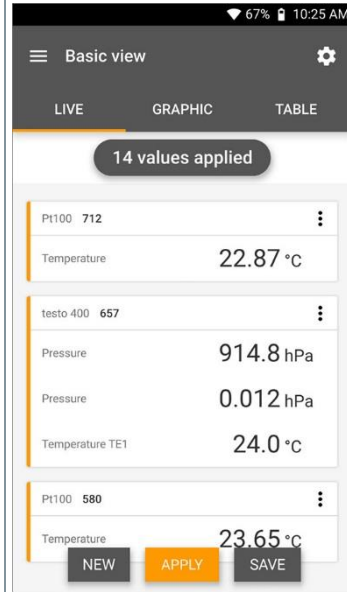 67% 10:25 AM
Basic view
LIVE GRAPHIC TABLE
14 values applied
Pt100 712
Temperature 22.87 °C
testo 400 657
Pressure 914.8 hPa
Pressure 0.012 hPa
Temperature TE1 24.0 °C
Pt100 580
Temperature 23.65 °C
NEW APPLY SAVE